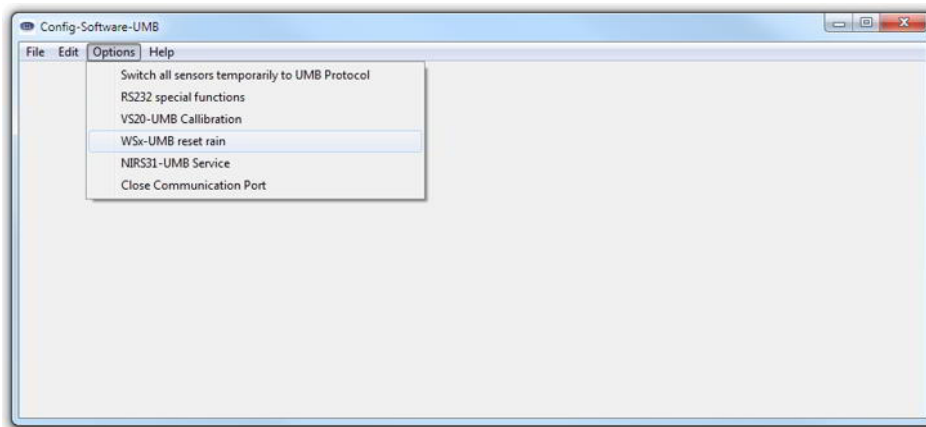 Config-Software-UMB
File Edit Options Help
Switch all sensors temporarily to UMB Protocol
RS232 special functions
VS20-UMB Callibration
WSx-UMB reset rain
NIRS31-UMB Service
Close Communication Port